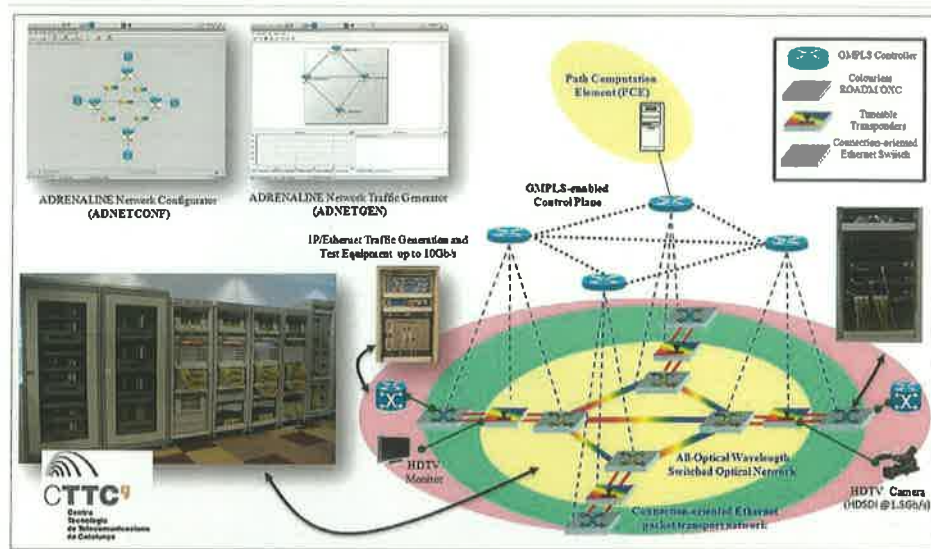 ADRENALINE Network Configurator
(ADNETCONF)
ADRENALINE Network Traffic Generator
(ADNETGEN)
Path Computation
Element (PCE)
GMPLS Controller
Colourless
ROADM/OXC
Tuneable
Transponders
Connection-oriented
Ethernet Switch
GMPLS-enabled
Control Plane
IP/Ethernet Traffic Generation and
Test Equipment up to 10Gb/s
HDTV
Monitor
All-Optical Wavelength
Switched Optical Network
Connection-oriented Ethernet
packet transport network
HDTV Camera
(HDSDI @1.5Gb/s)
CTTC9
Centre
Tecnològic
de Telecomunicacions
de Catalunya